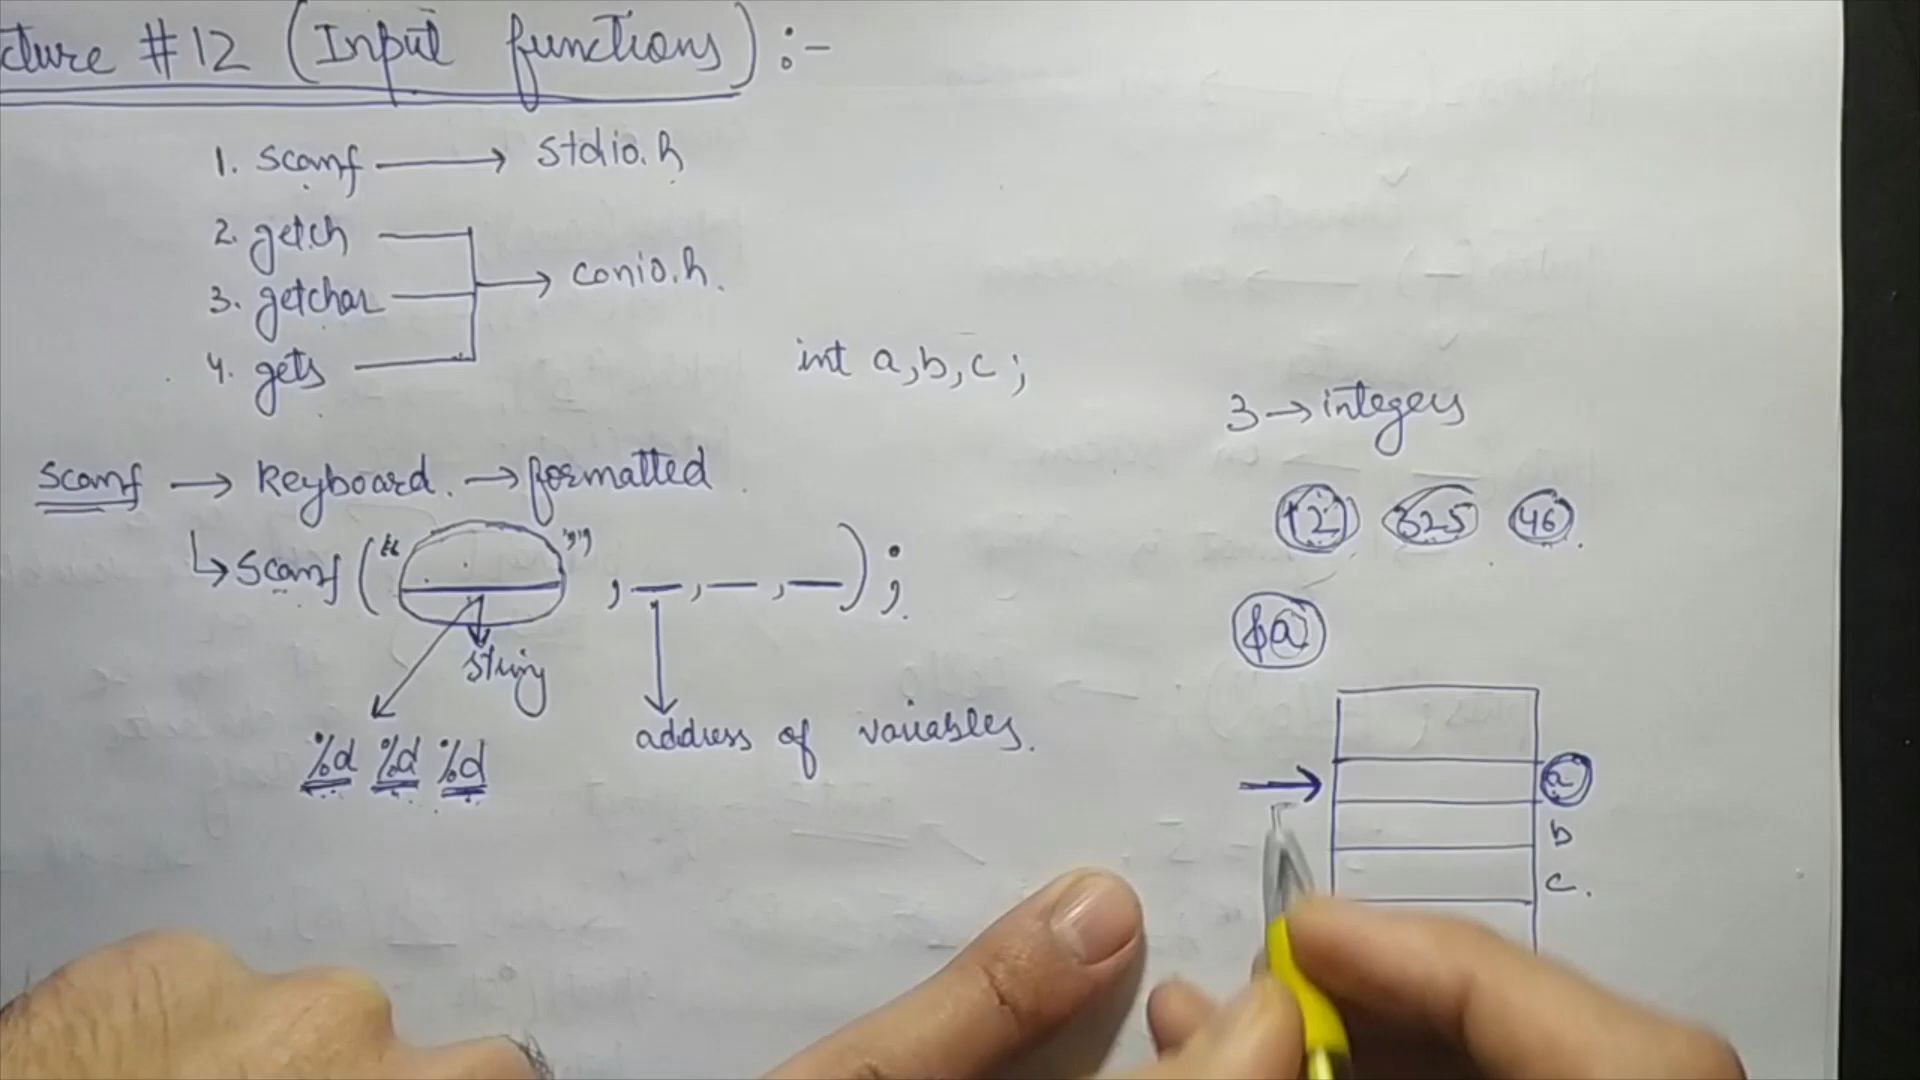 cture #12 (Input functions) :-
1. scanf → stdio.h
2. getch
3. getchar → conio.h.
4. gets
int a,b,c;
3 → integers
scanf → Keyboard. → formatted
12 325 46.
↳ scanf (" ", _, _, _);
&a
string
address of variables.
%d %d %d
a
b
c.